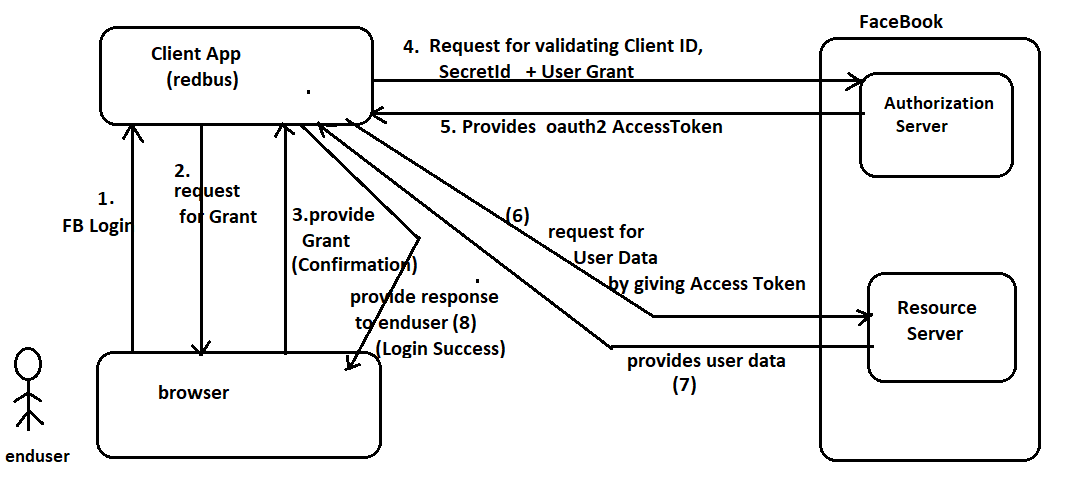 FaceBook
Client App
(redbus)
4. Request for validating Client ID,
SecretId + User Grant
Authorization
Server
5. Provides oauth2 AccessToken
1.
FB Login
2.
request
for Grant
3.provide
Grant
(Confirmation)
(6)
request for
User Data
by giving Access Token
provide response
to enduser (8)
(Login Success)
Resource
Server
provides user data
(7)
browser
enduser